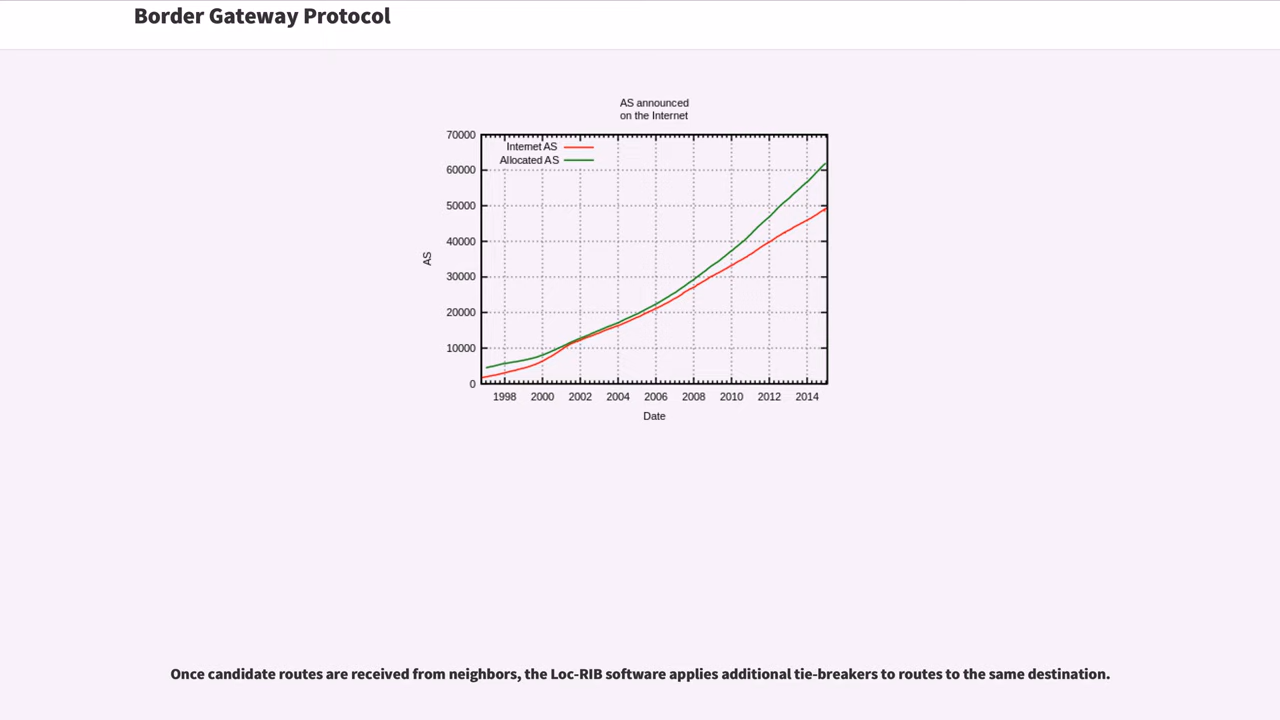 Border Gateway Protocol
AS announced
on the Internet
70000
60000
50000
40000
30000
20000
10000
0
Internet AS
Allocated AS
AS
1998 2000 2002 2004 2006 2008 2010 2012 2014
Date
Once candidate routes are received from neighbors, the Loc-RIB software applies additional tie-breakers to routes to the same destination.